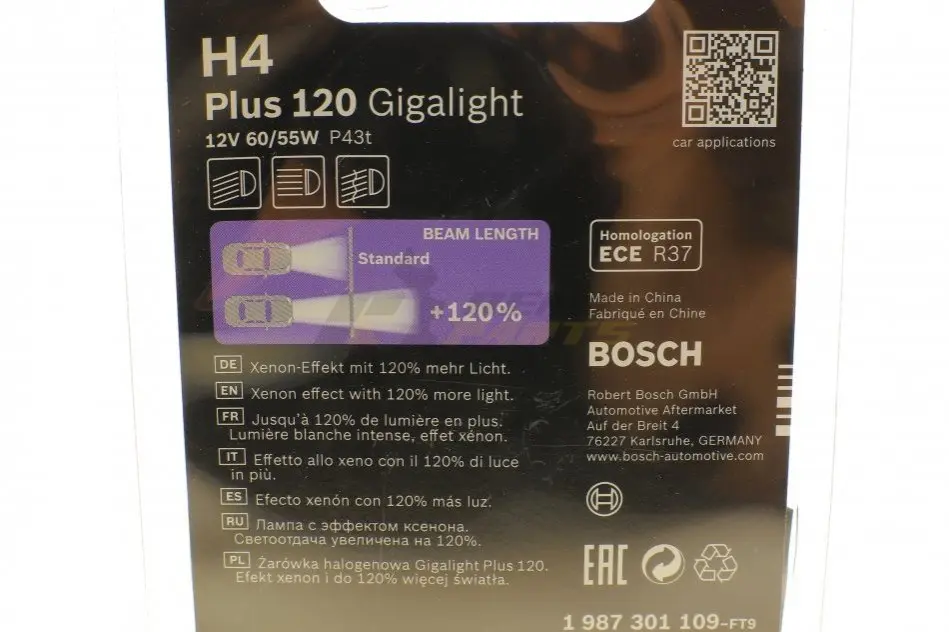 H4
Plus 120 Gigalight
12V 60/55W P43t
car applications
BEAM LENGTH
Standard
+120%
Homologation
ECE R37
Made in China
Fabriqué en Chine
BOSCH
Robert Bosch GmbH
Automotive Aftermarket
Auf der Breit 4
76227 Karlsruhe, GERMANY
www.bosch-automotive.com
DE Xenon-Effekt mit 120% mehr Licht.
EN Xenon effect with 120% more light.
FR Jusqu'à 120% de lumière en plus.
Lumière blanche intense, effet xénon.
IT Effetto allo xeno con il 120% di luce
in più.
ES Efecto xenón con 120% más luz.
RU Лампа с эффектом ксенона.
Светоотдача увеличена на 120%.
PL Żarówka halogenowa Gigalight Plus 120.
Efekt xenon i do 120% więcej światła.
EAC
1 987 301 109-FT9